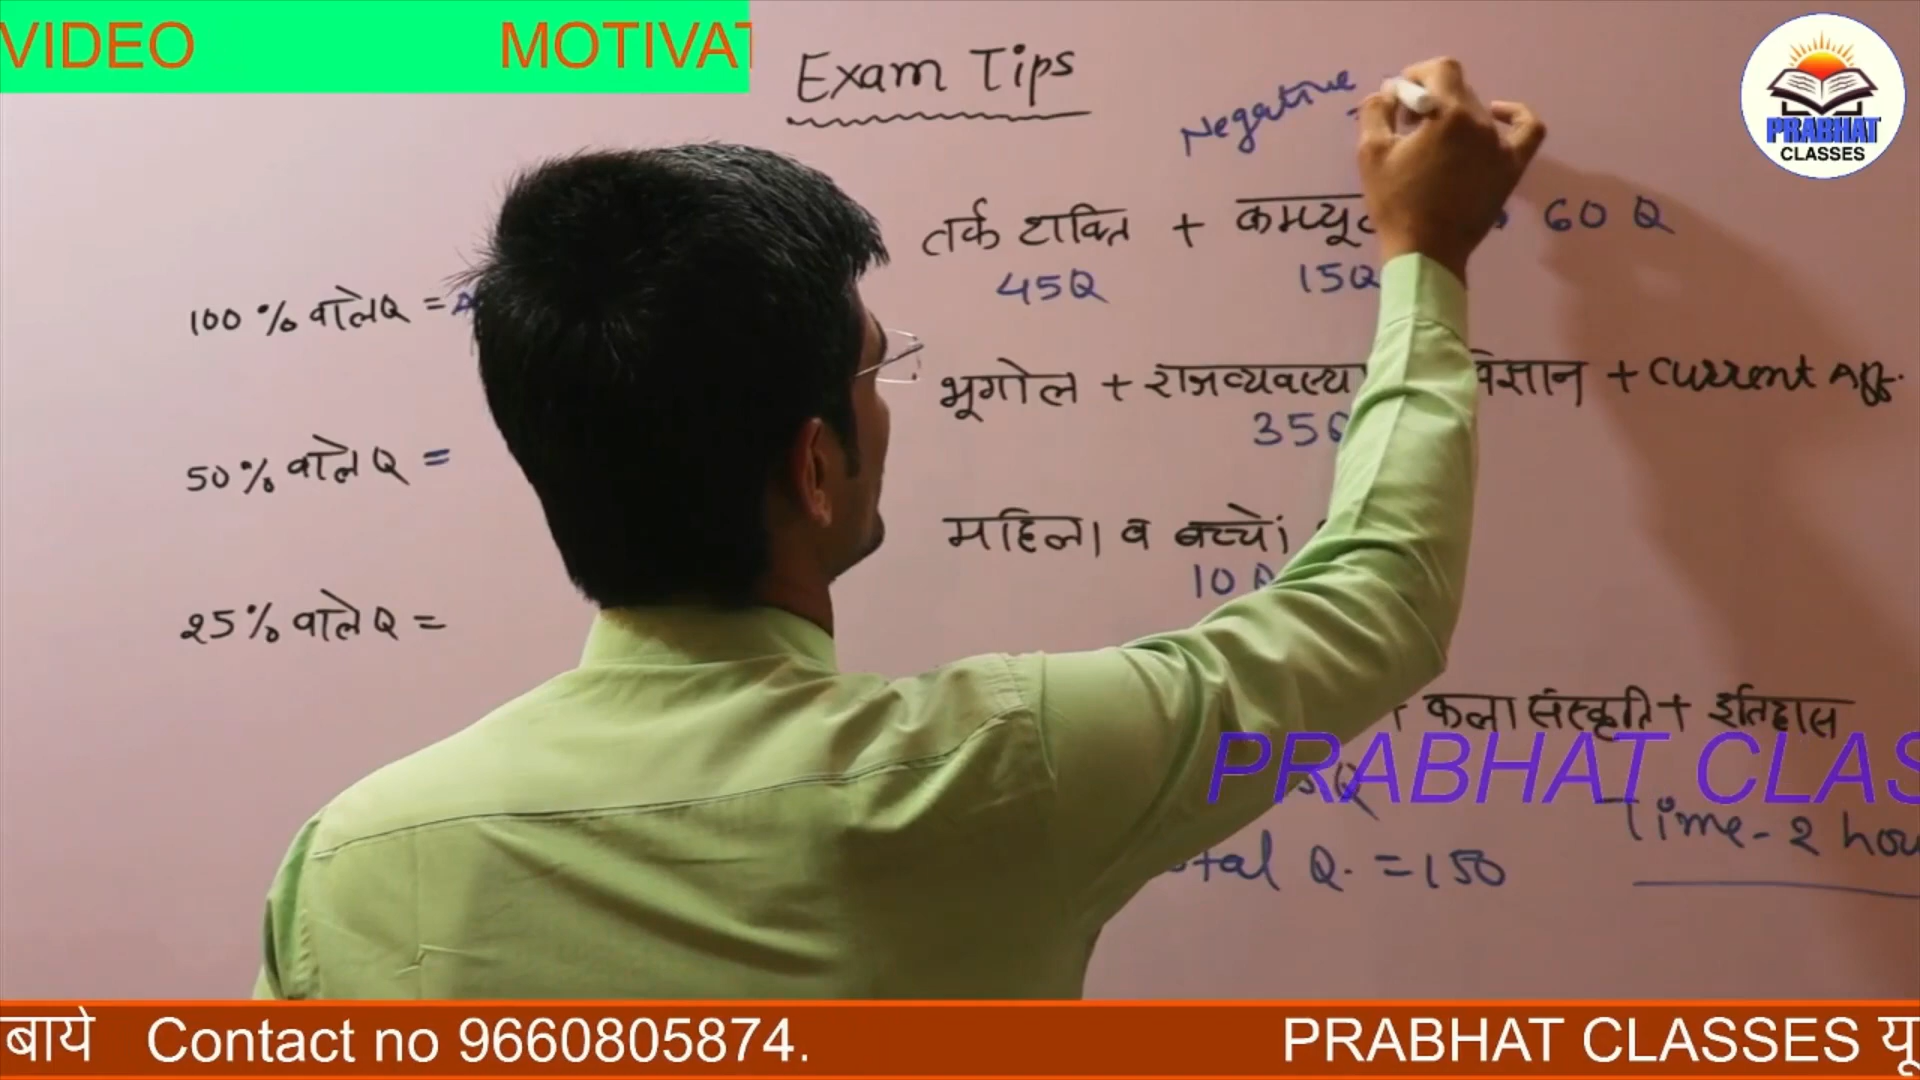 VIDEO MOTIVAT
Exam Tips
Negative
PRABHAT
CLASSES
तर्क शक्ति + कम्प्यूट 60 Q
45Q 15Q
100 % वाले Q =
भूगोल + राजव्यवस्था विज्ञान + Current Aff.
35Q
50 % वाले Q =
महिला व बच्चों
10 Q
25 % वाले Q =
+ कला संस्कृति + इतिहास
PRABHAT CLAS
Q
Time - 2 hou
tal Q. = 150
बाये Contact no 9660805874. PRABHAT CLASSES यू